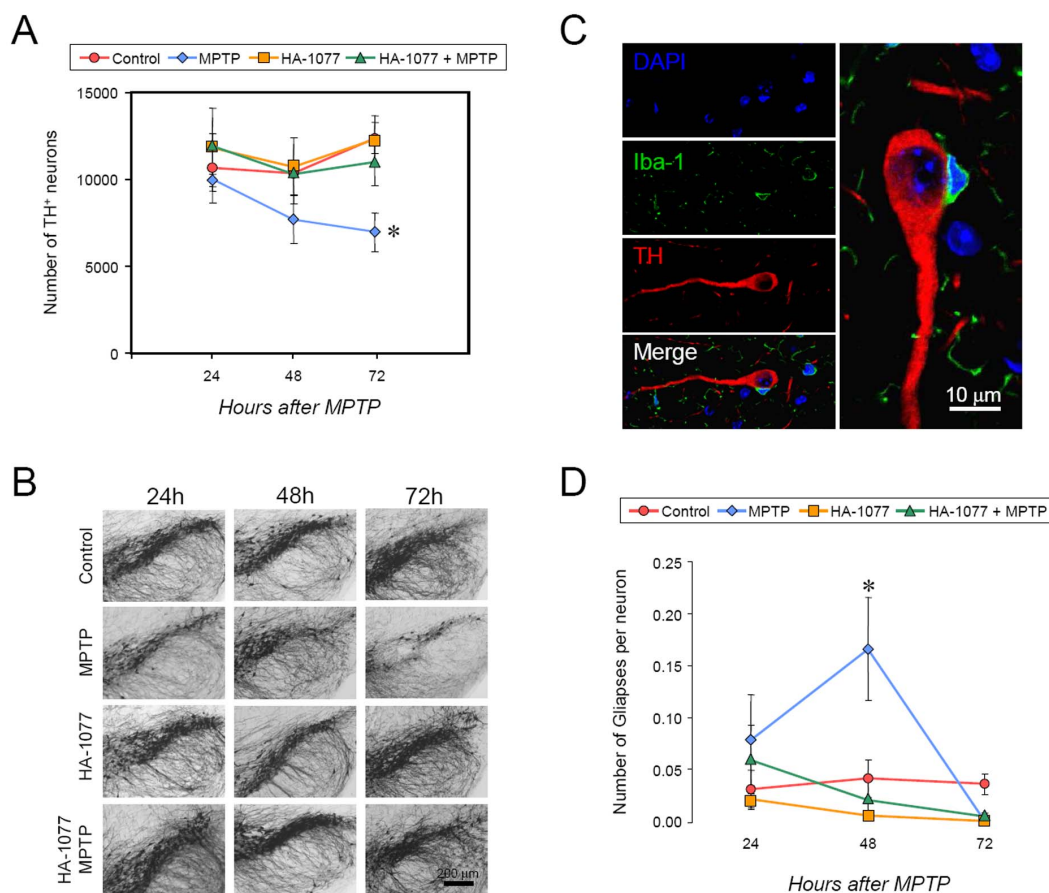 A
Control MPTP HA-1077 HA-1077 + MPTP
15000
10000
5000
0
Number of TH⁺ neurons
*
24 48 72
Hours after MPTP
B
24h 48h 72h
Control
MPTP
HA-1077
HA-1077
MPTP
200 µm
C
DAPI
Iba-1
TH
Merge
10 µm
D
Control MPTP HA-1077 HA-1077 + MPTP
0.25
0.20
0.15
0.10
0.05
0.00
Number of Gliapses per neuron
*
24 48 72
Hours after MPTP